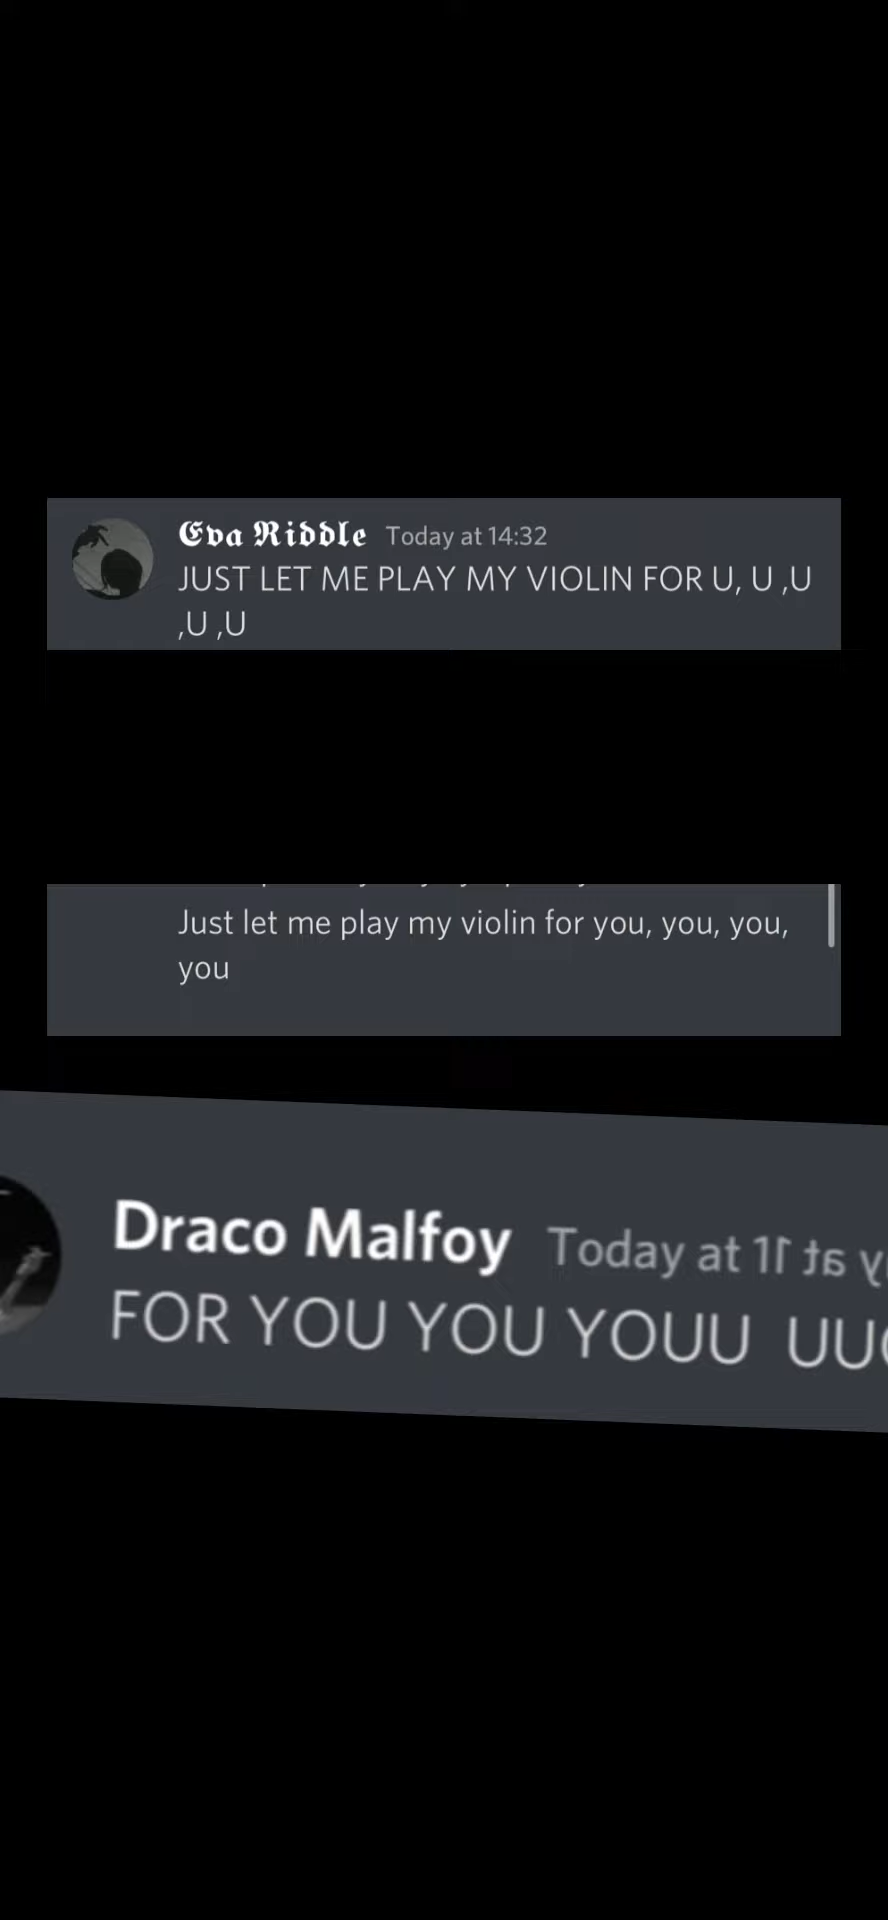 Eva Riddle Today at 14:32
JUST LET ME PLAY MY VIOLIN FOR U, U ,U
,U ,U
Just let me play my violin for you, you, you,
you
Draco Malfoy Today at
FOR YOU YOU YOUU